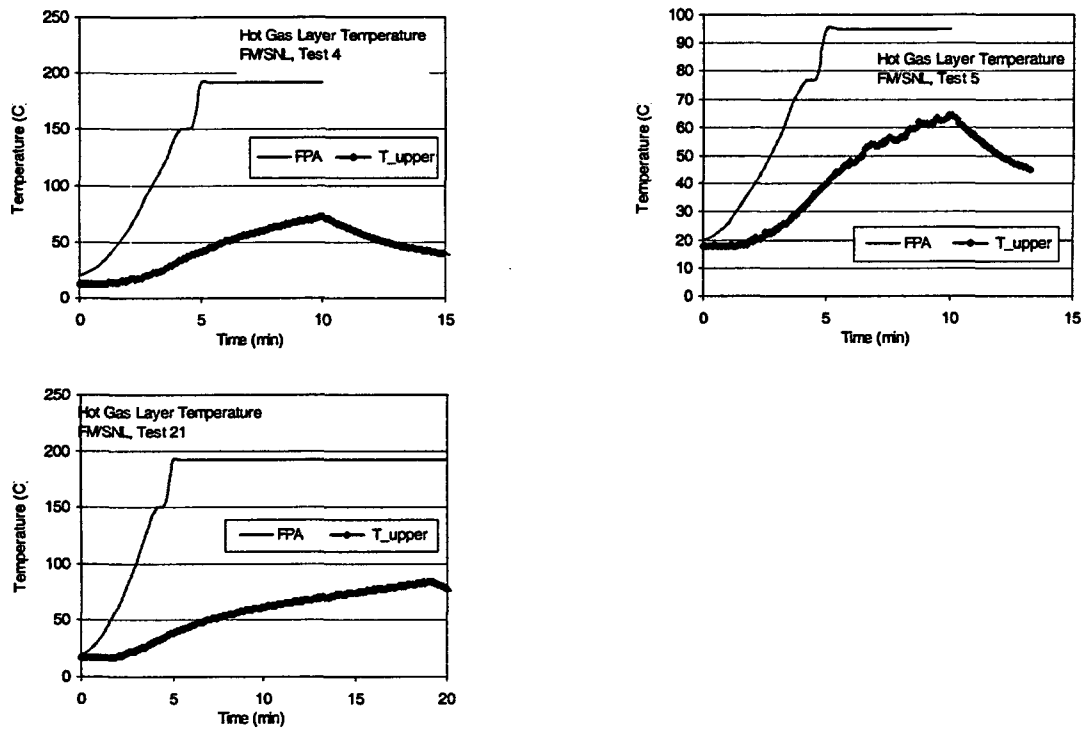 250
200
150
100
50
0
Temperature (C)
Hot Gas Layer Temperature
FM/SNL, Test 4
FPA T_upper
0 5 10 15
Time (min)
100
90
80
70
60
50
40
30
20
10
0
Temperature (C)
Hot Gas Layer Temperature
FM/SNL, Test 5
FPA T_upper
0 5 10 15
Time (min)
250
200
150
100
50
0
Temperature (C)
Hot Gas Layer Temperature
FM/SNL, Test 21
FPA T_upper
0 5 10 15 20
Time (min)